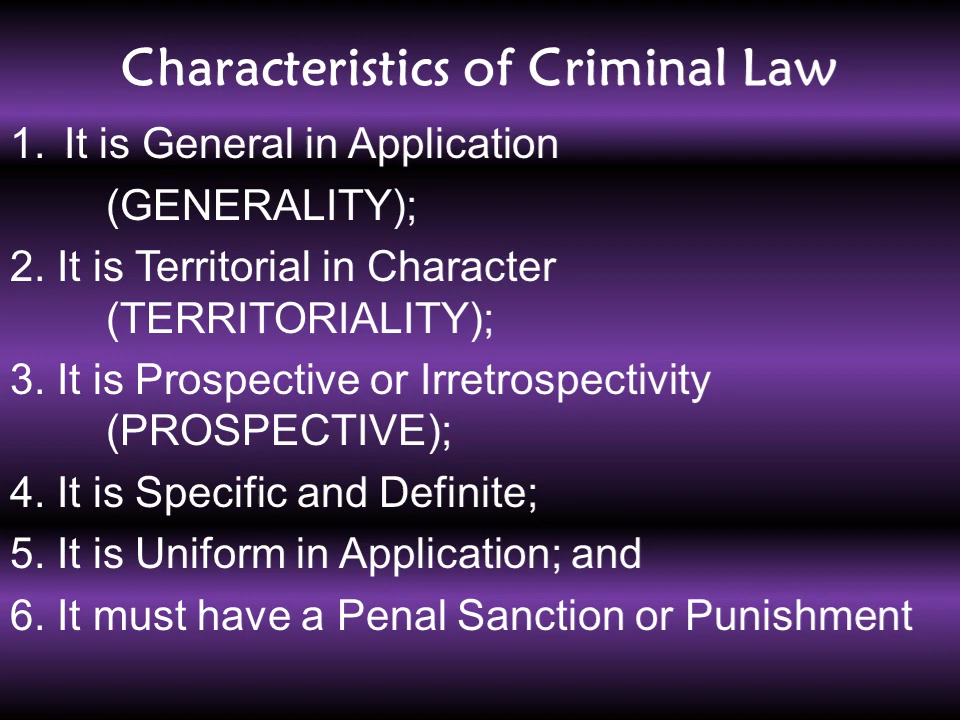 Characteristics of Criminal Law
1. It is General in Application
(GENERALITY);
2. It is Territorial in Character
(TERRITORIALITY);
3. It is Prospective or Irretrospectivity
(PROSPECTIVE);
4. It is Specific and Definite;
5. It is Uniform in Application; and
6. It must have a Penal Sanction or Punishment